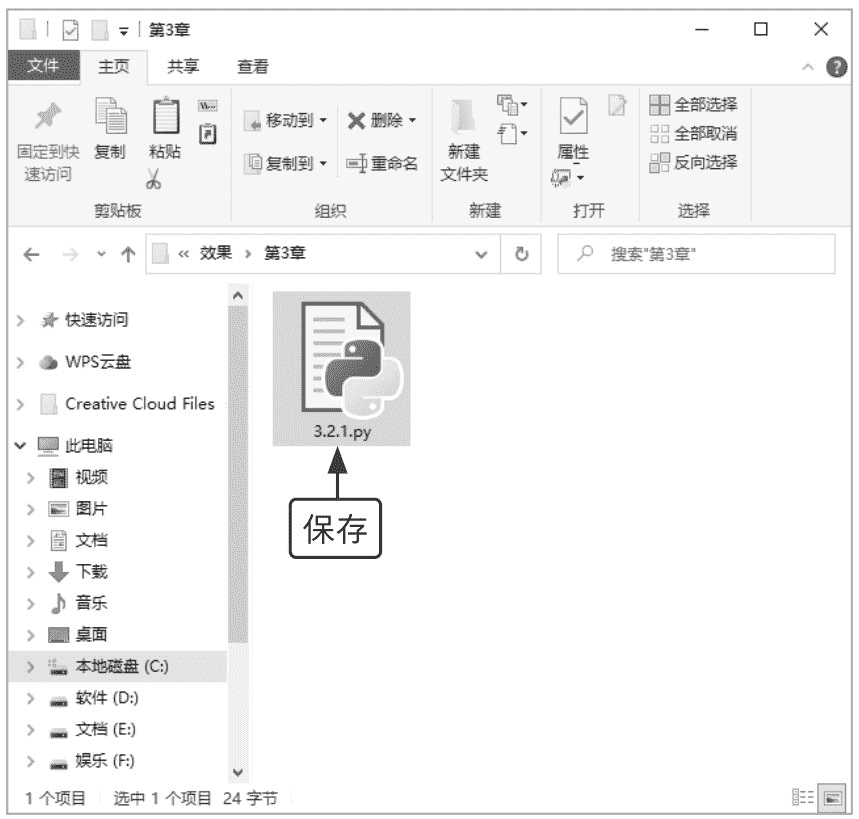 第3章
文件 主页 共享 查看
固定到快速访问
复制
粘贴
移动到
复制到
删除
重命名
新建
文件夹
属性
全部选择
全部取消
反向选择
剪贴板 组织 新建 打开 选择
« 效果 › 第3章
搜索"第3章"
快速访问
WPS云盘
Creative Cloud Files
此电脑
视频
图片
文档
下载
音乐
桌面
本地磁盘 (C:)
软件 (D:)
文档 (E:)
娱乐 (F:)
3.2.1.py
保存
1 个项目 选中 1 个项目 24 字节